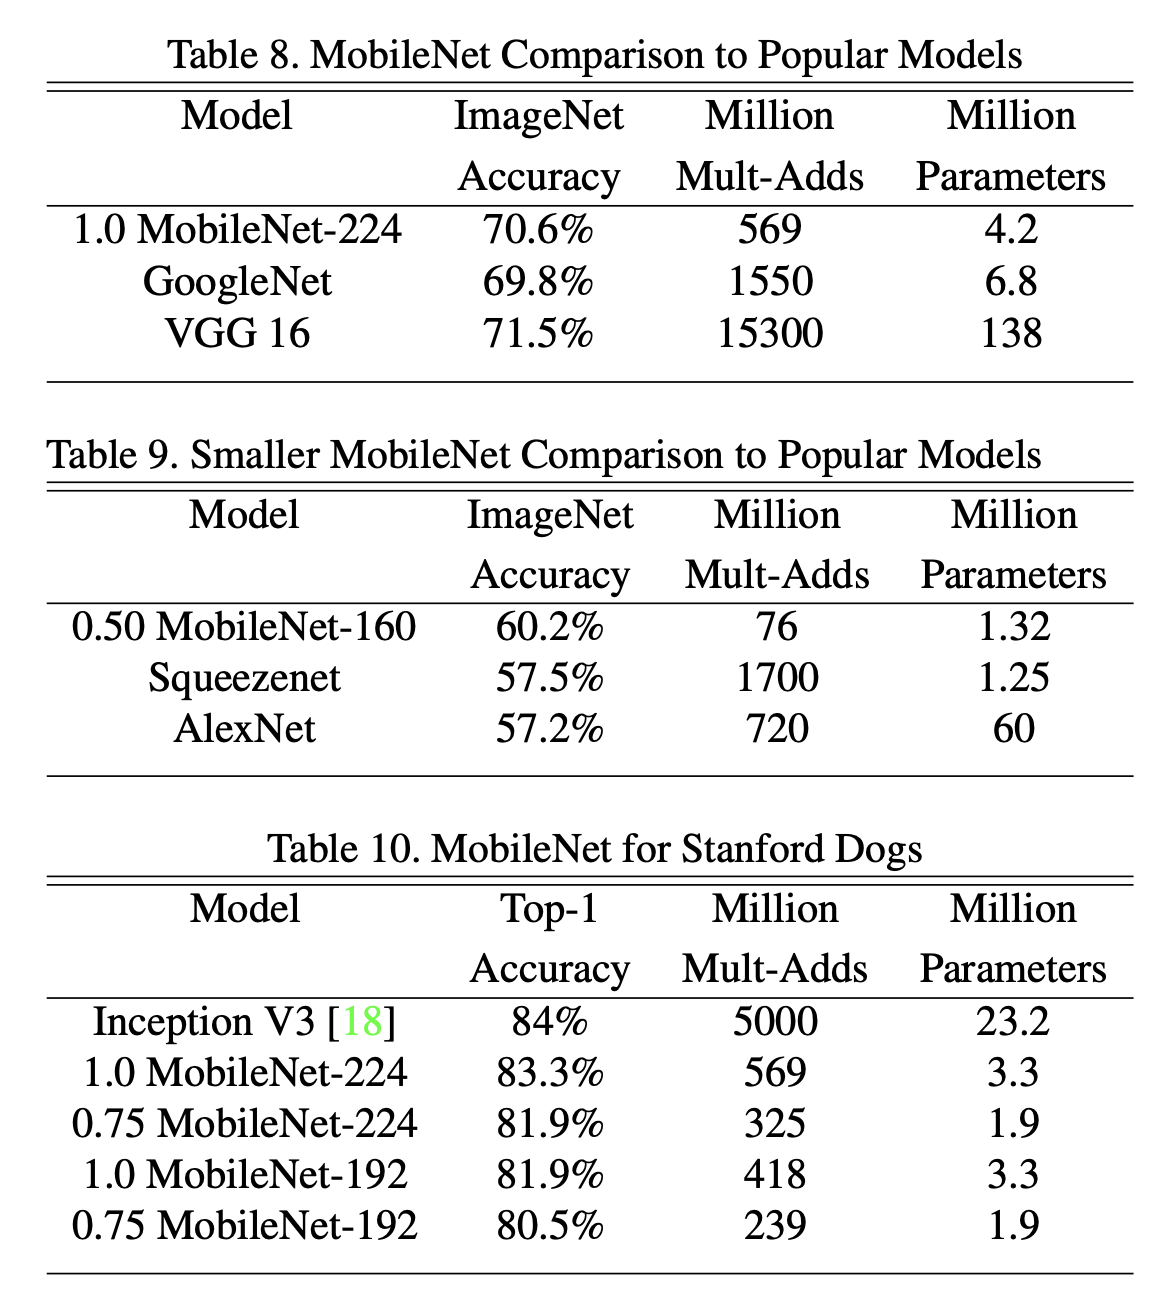 Table 8. MobileNet Comparison to Popular Models
Model ImageNet Million Million
Accuracy Mult-Adds Parameters
1.0 MobileNet-224 70.6% 569 4.2
GoogleNet 69.8% 1550 6.8
VGG 16 71.5% 15300 138
Table 9. Smaller MobileNet Comparison to Popular Models
Model ImageNet Million Million
Accuracy Mult-Adds Parameters
0.50 MobileNet-160 60.2% 76 1.32
Squeezenet 57.5% 1700 1.25
AlexNet 57.2% 720 60
Table 10. MobileNet for Stanford Dogs
Model Top-1 Million Million
Accuracy Mult-Adds Parameters
Inception V3 [18] 84% 5000 23.2
1.0 MobileNet-224 83.3% 569 3.3
0.75 MobileNet-224 81.9% 325 1.9
1.0 MobileNet-192 81.9% 418 3.3
0.75 MobileNet-192 80.5% 239 1.9